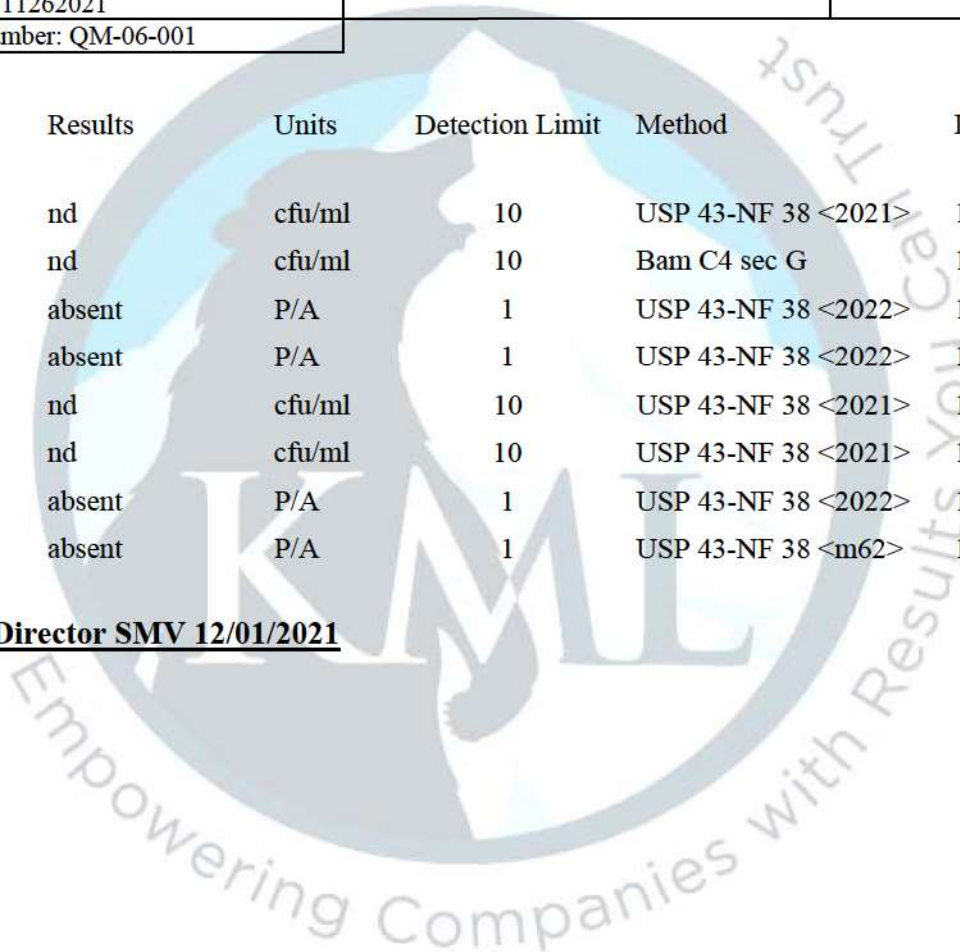 11262021
mber: QM-06-001
Results Units Detection Limit Method
nd cfu/ml 10 USP 43-NF 38 <2021>
nd cfu/ml 10 Bam C4 sec G
absent P/A 1 USP 43-NF 38 <2022>
absent P/A 1 USP 43-NF 38 <2022>
nd cfu/ml 10 USP 43-NF 38 <2021>
nd cfu/ml 10 USP 43-NF 38 <2021>
absent P/A 1 USP 43-NF 38 <2022>
absent P/A 1 USP 43-NF 38 <m62>
Director SMV 12/01/2021
KML
Empowering Companies with Results You Can Trust